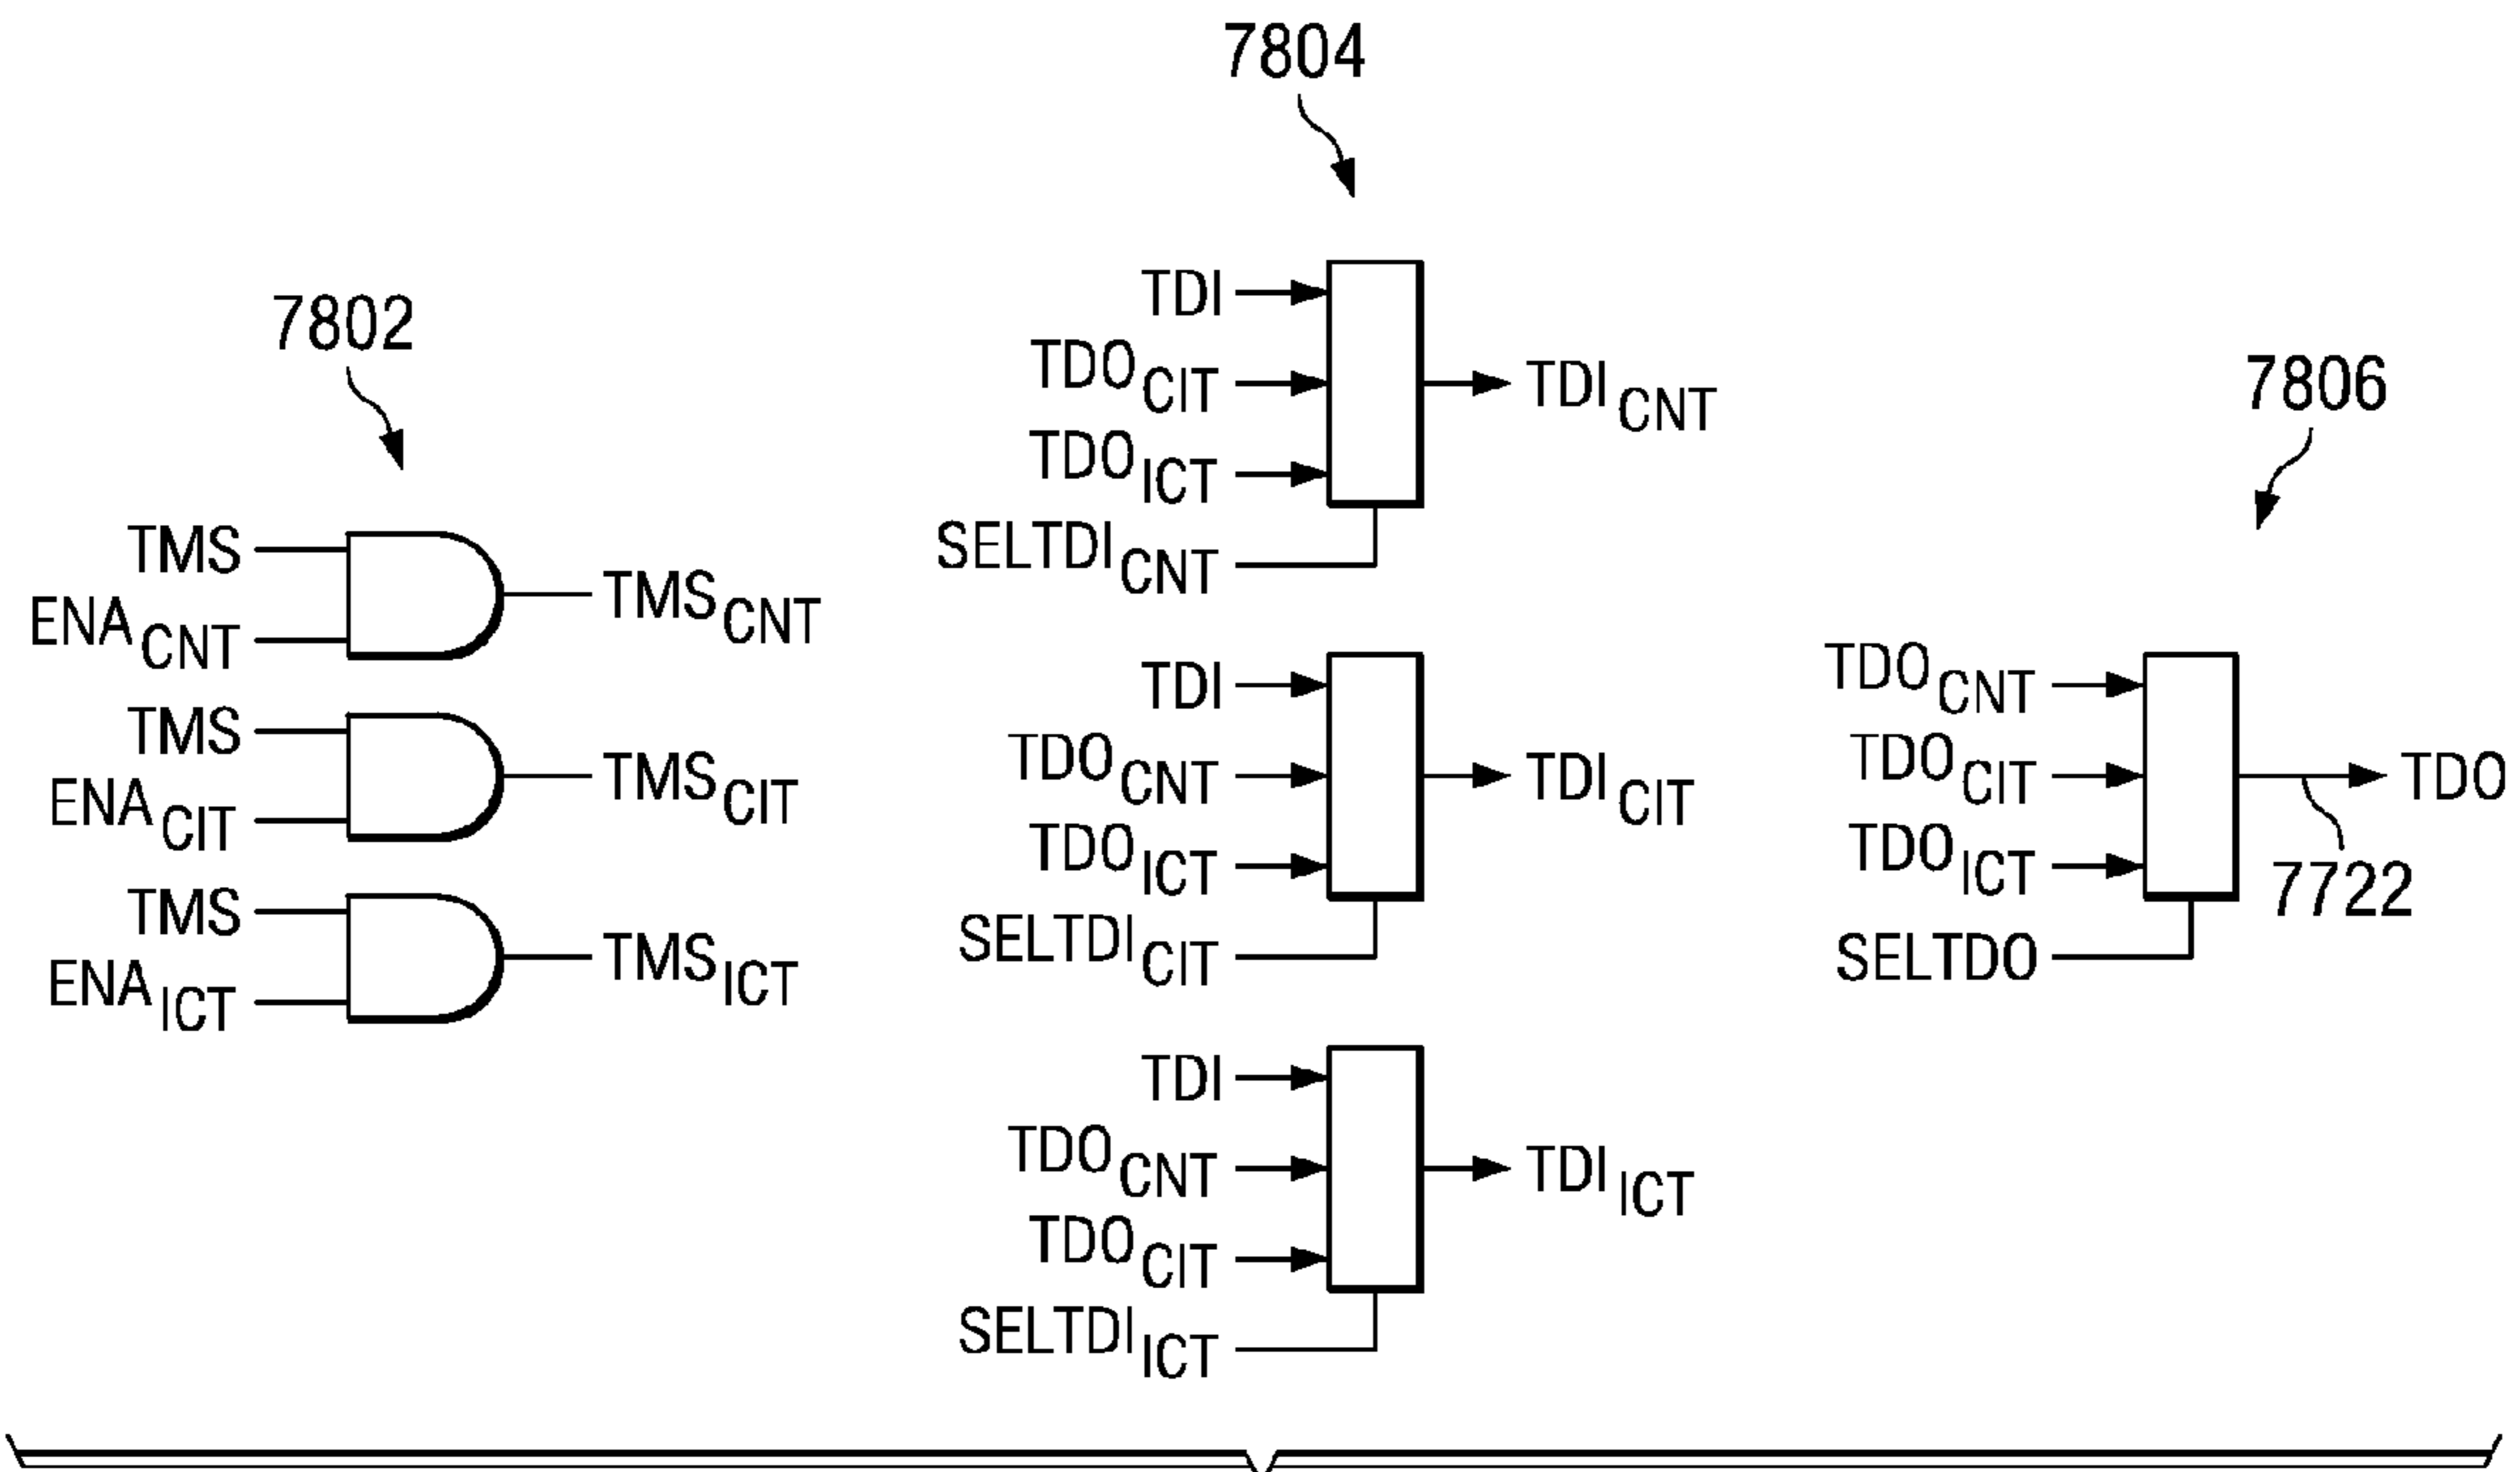 7802
TMS
ENA CNT
TMS CNT
TMS
ENA CIT
TMS CIT
TMS
ENA ICT
TMS ICT
7804
TDI
TDO CIT
TDO ICT
SELTDI CNT
TDI CNT
TDI
TDO CNT
TDO ICT
SELTDI CIT
TDI CIT
TDI
TDO CNT
TDO CIT
SELTDI ICT
TDI ICT
7806
TDO CNT
TDO CIT
TDO ICT
SELTDO
TDO
7722